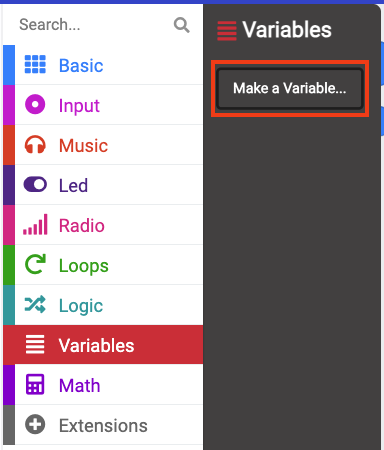 Search...
Basic
Input
Music
Led
Radio
Loops
Logic
Variables
Math
Extensions
Variables
Make a Variable...